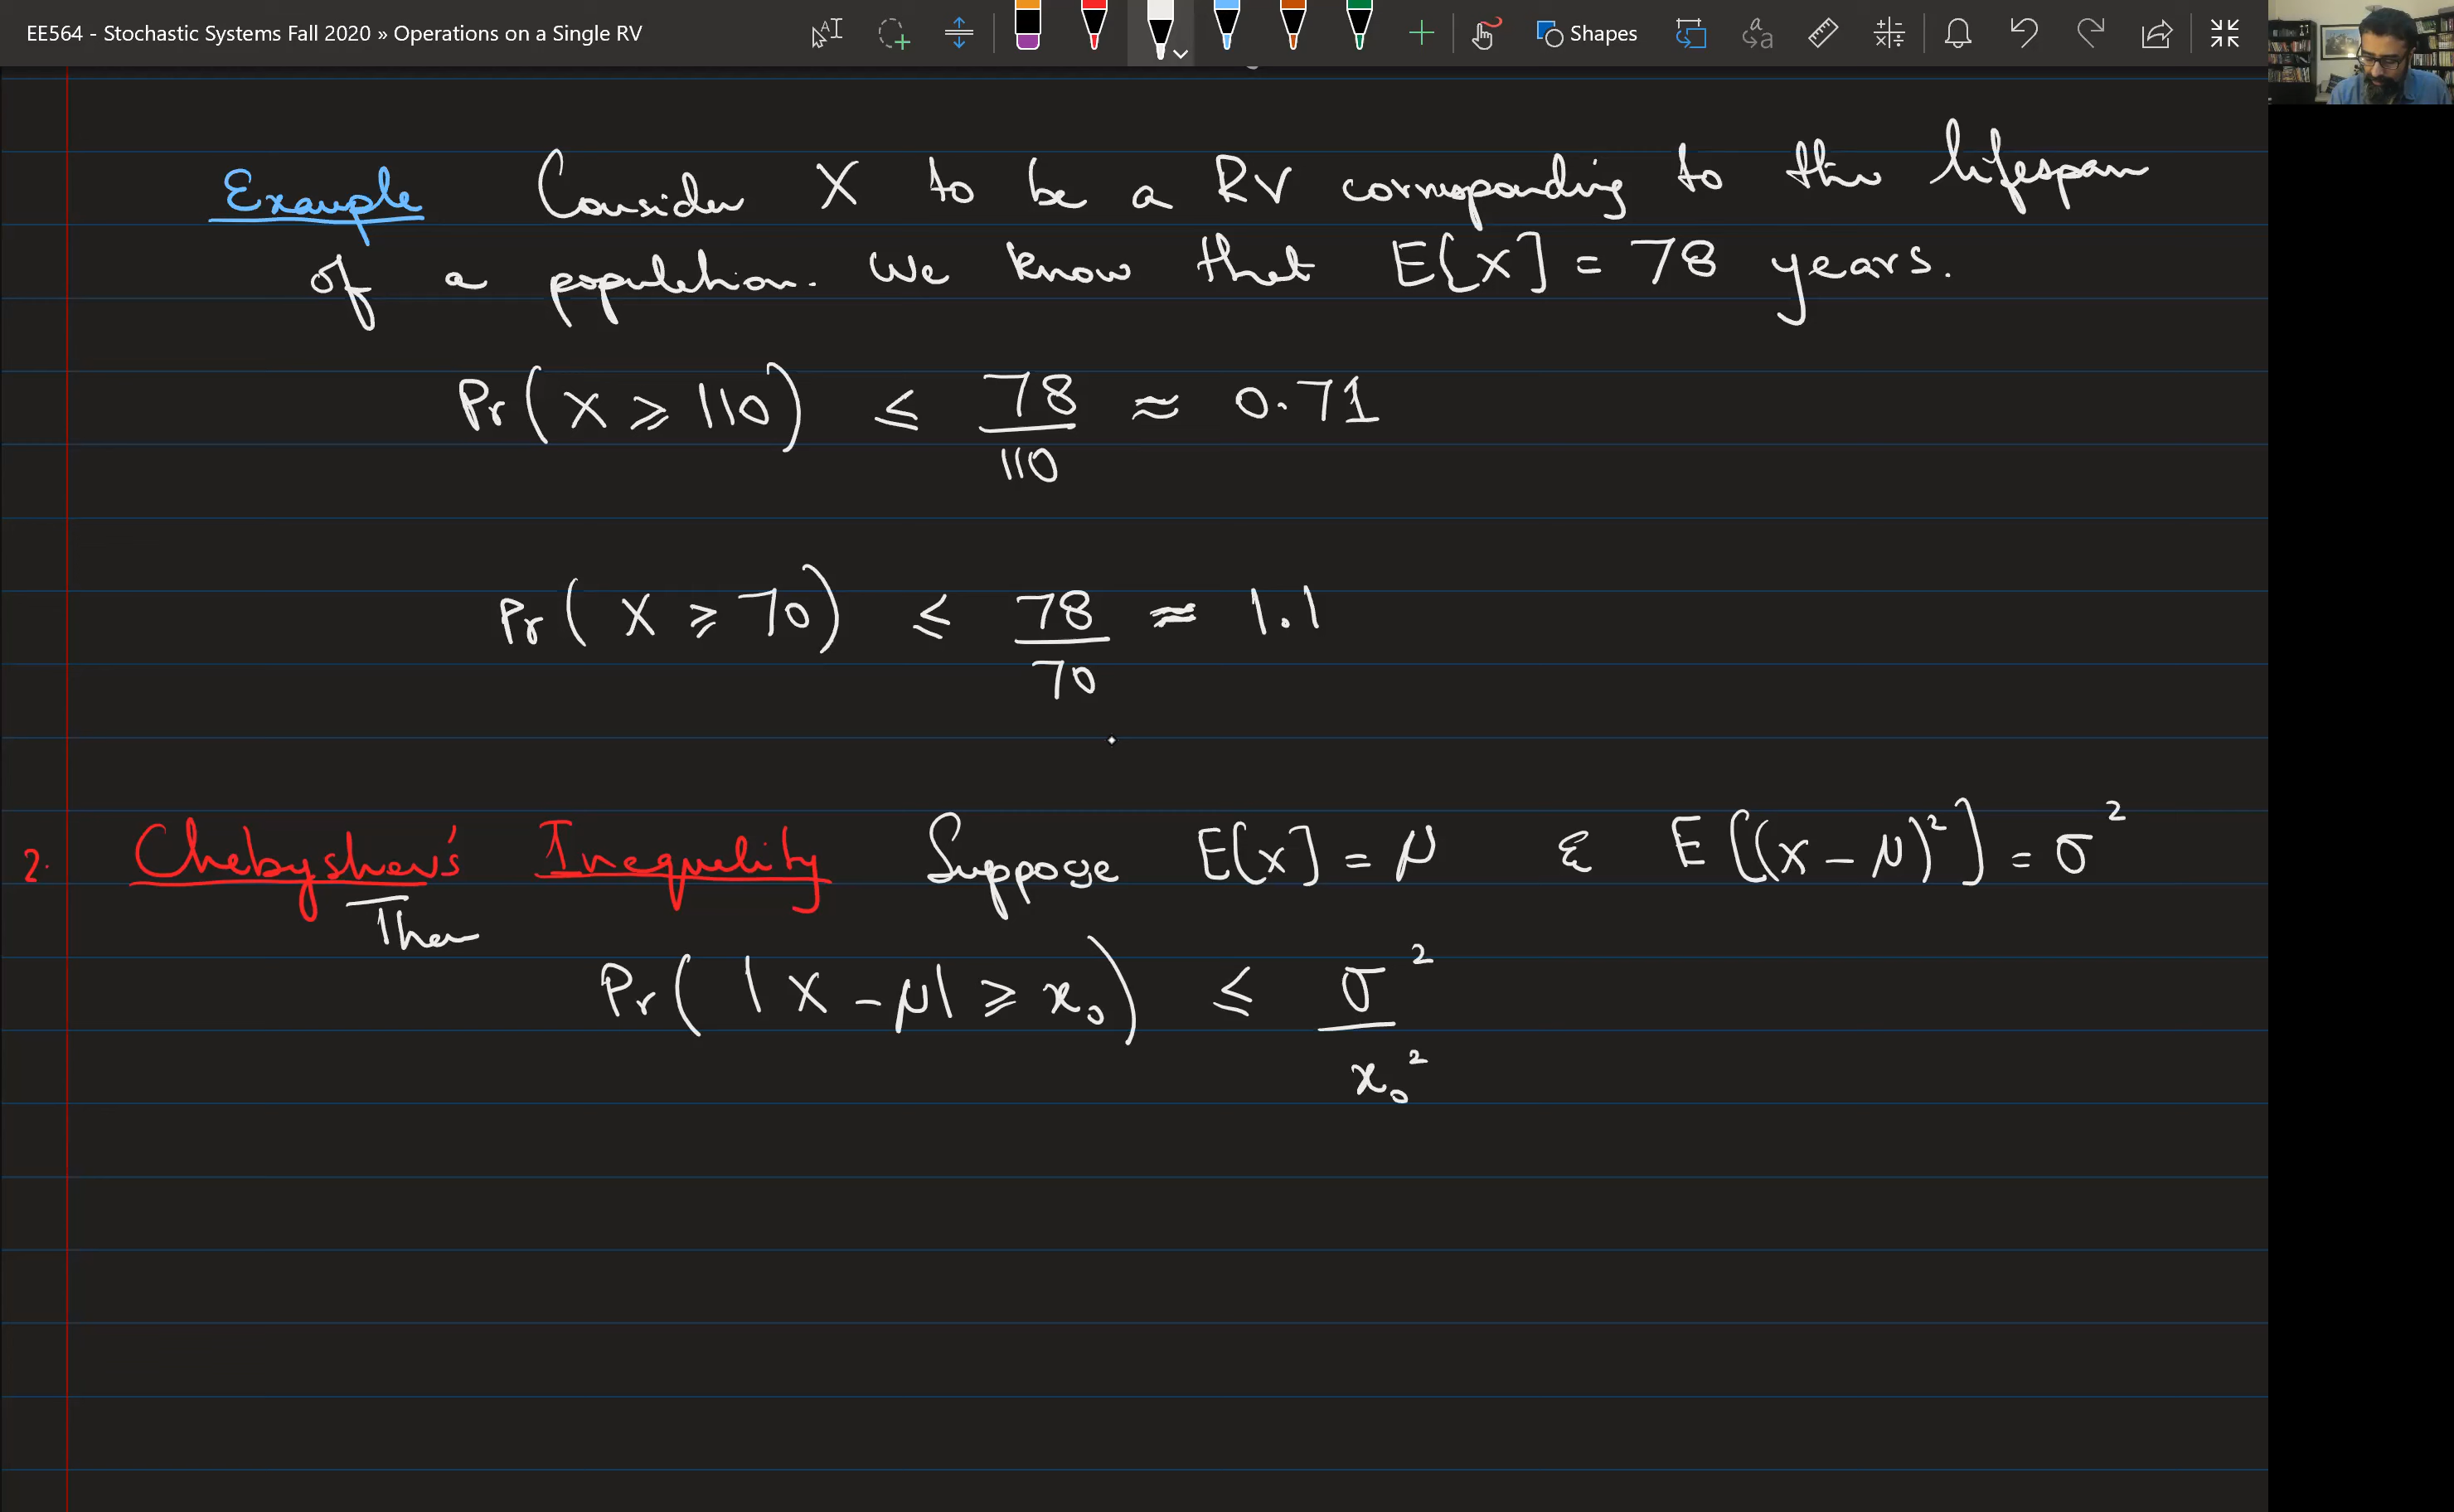 EE564 - Stochastic Systems Fall 2020 » Operations on a Single RV
Shapes
Example Consider X to be a RV corresponding to the lifespan
of a population. We know that E[X] = 78 years.
Pr(X ⩾ 110) ≤ 78/110 ≈ 0.71
Pr(X ⩾ 70) ≤ 78/70 ≈ 1.1
2. Chebyshev's Inequality Suppose E[X] = μ & E[(X - μ)²] = σ²
Then
Pr(|X - μ| ⩾ x₀) ≤ σ²/x₀²